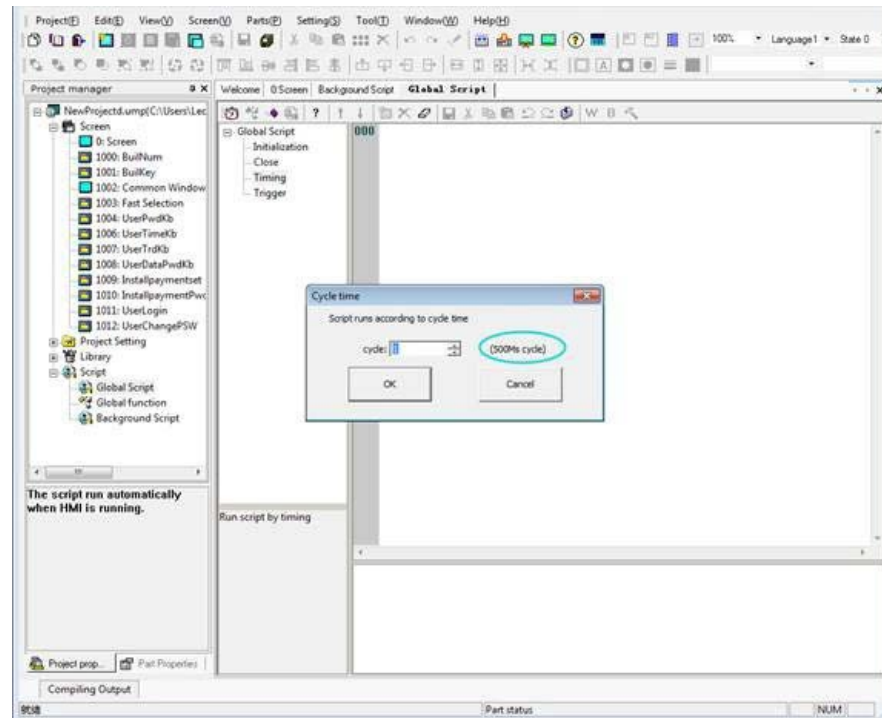 Project(P) Edit(E) View(V) Screen(V) Parts(P) Setting(S) Tool(T) Window(W) Help(H)
100% Language1 State 0
Project manager
Welcome 0:Screen Background Script Global Script
NewProjectd.ump(C:\Users\Lec
Screen
0: Screen
1000: BuilNum
1001: BuilKey
1002: Common Window
1003: Fast Selection
1004: UserPwdKb
1006: UserTimeKb
1007: UserTrdKb
1008: UserDataPwdKb
1009: Installpaymentset
1010: InstallpaymentPwc
1011: UserLogin
1012: UserChangePSW
Project Setting
Library
Script
Global Script
Global function
Background Script
Global Script
Initialization
Close
Timing
Trigger
000
W B
Cycle time
Script runs according to cycle time
cycle: 1 (500Ms cycle)
OK Cancel
The script run automatically
when HMI is running.
Run script by timing
Project prop... Part Properties
Compiling Output
就绪 Part status NUM